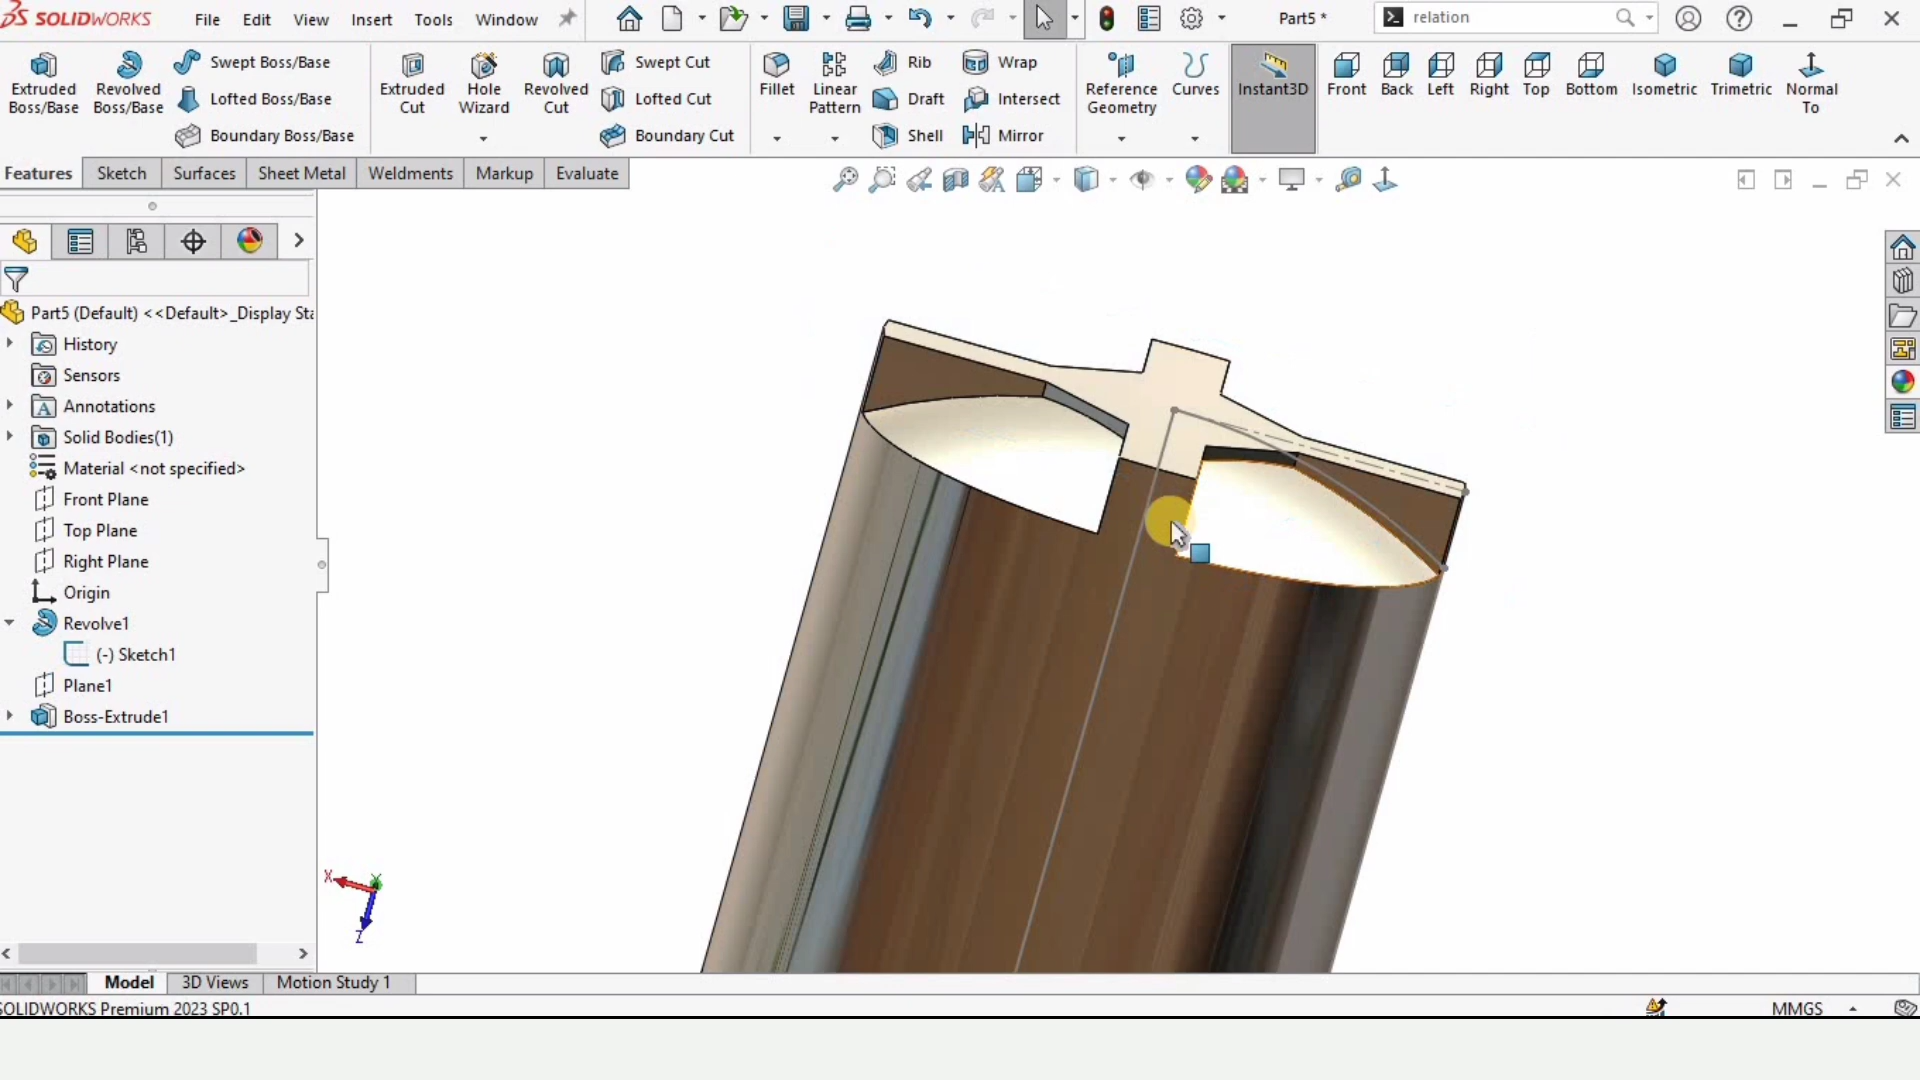 SOLIDWORKS File Edit View Insert Tools Window Part5 * relation
Extruded Boss/Base
Revolved Boss/Base
Swept Boss/Base
Lofted Boss/Base
Boundary Boss/Base
Extruded Cut
Hole Wizard
Revolved Cut
Swept Cut
Lofted Cut
Boundary Cut
Fillet
Linear Pattern
Rib
Draft
Shell
Wrap
Intersect
Mirror
Reference Geometry
Curves
Instant3D
Front
Back
Left
Right
Top
Bottom
Isometric
Trimetric
Normal To
Features Sketch Surfaces Sheet Metal Weldments Markup Evaluate
Part5 (Default) <<Default>_Display Sta
History
Sensors
Annotations
Solid Bodies(1)
Material <not specified>
Front Plane
Top Plane
Right Plane
Origin
Revolve1
(-) Sketch1
Plane1
Boss-Extrude1
X
Y
Z
Model 3D Views Motion Study 1
SOLIDWORKS Premium 2023 SP0.1 MMGS